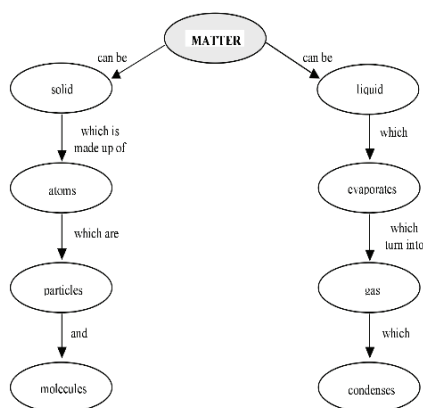 MATTER
can be
can be
solid
liquid
which is
made up of
which
atoms
evaporates
which are
which
turn into
particles
gas
and
which
molecules
condenses